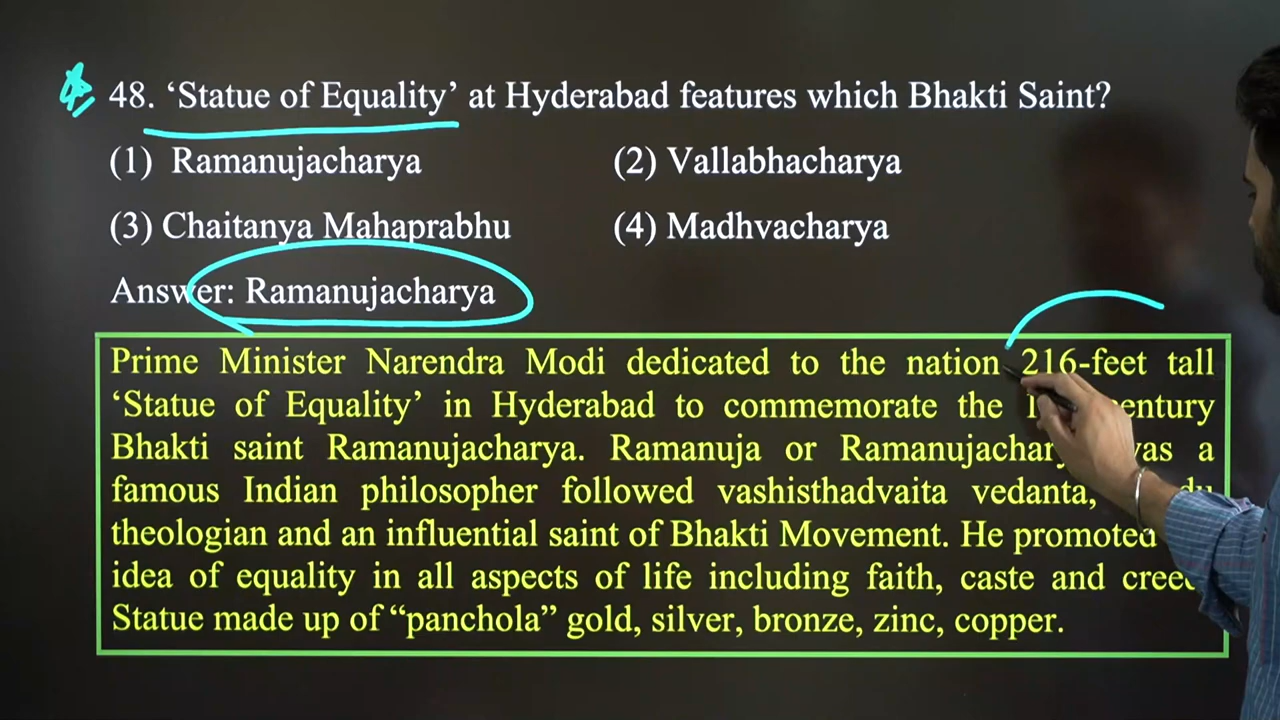 48. ‘Statue of Equality’ at Hyderabad features which Bhakti Saint?
(1) Ramanujacharya (2) Vallabhacharya
(3) Chaitanya Mahaprabhu (4) Madhvacharya
Answer: Ramanujacharya
Prime Minister Narendra Modi dedicated to the nation 216-feet tall
‘Statue of Equality’ in Hyderabad to commemorate the
Bhakti saint Ramanujacharya. Ramanuja or was a
famous Indian philosopher followed vashisthadvaita vedanta,
theologian and an influential saint of Bhakti Movement. He promoted
idea of equality in all aspects of life including faith, caste and
Statue made up of “panchola” gold, silver, bronze, zinc, copper.